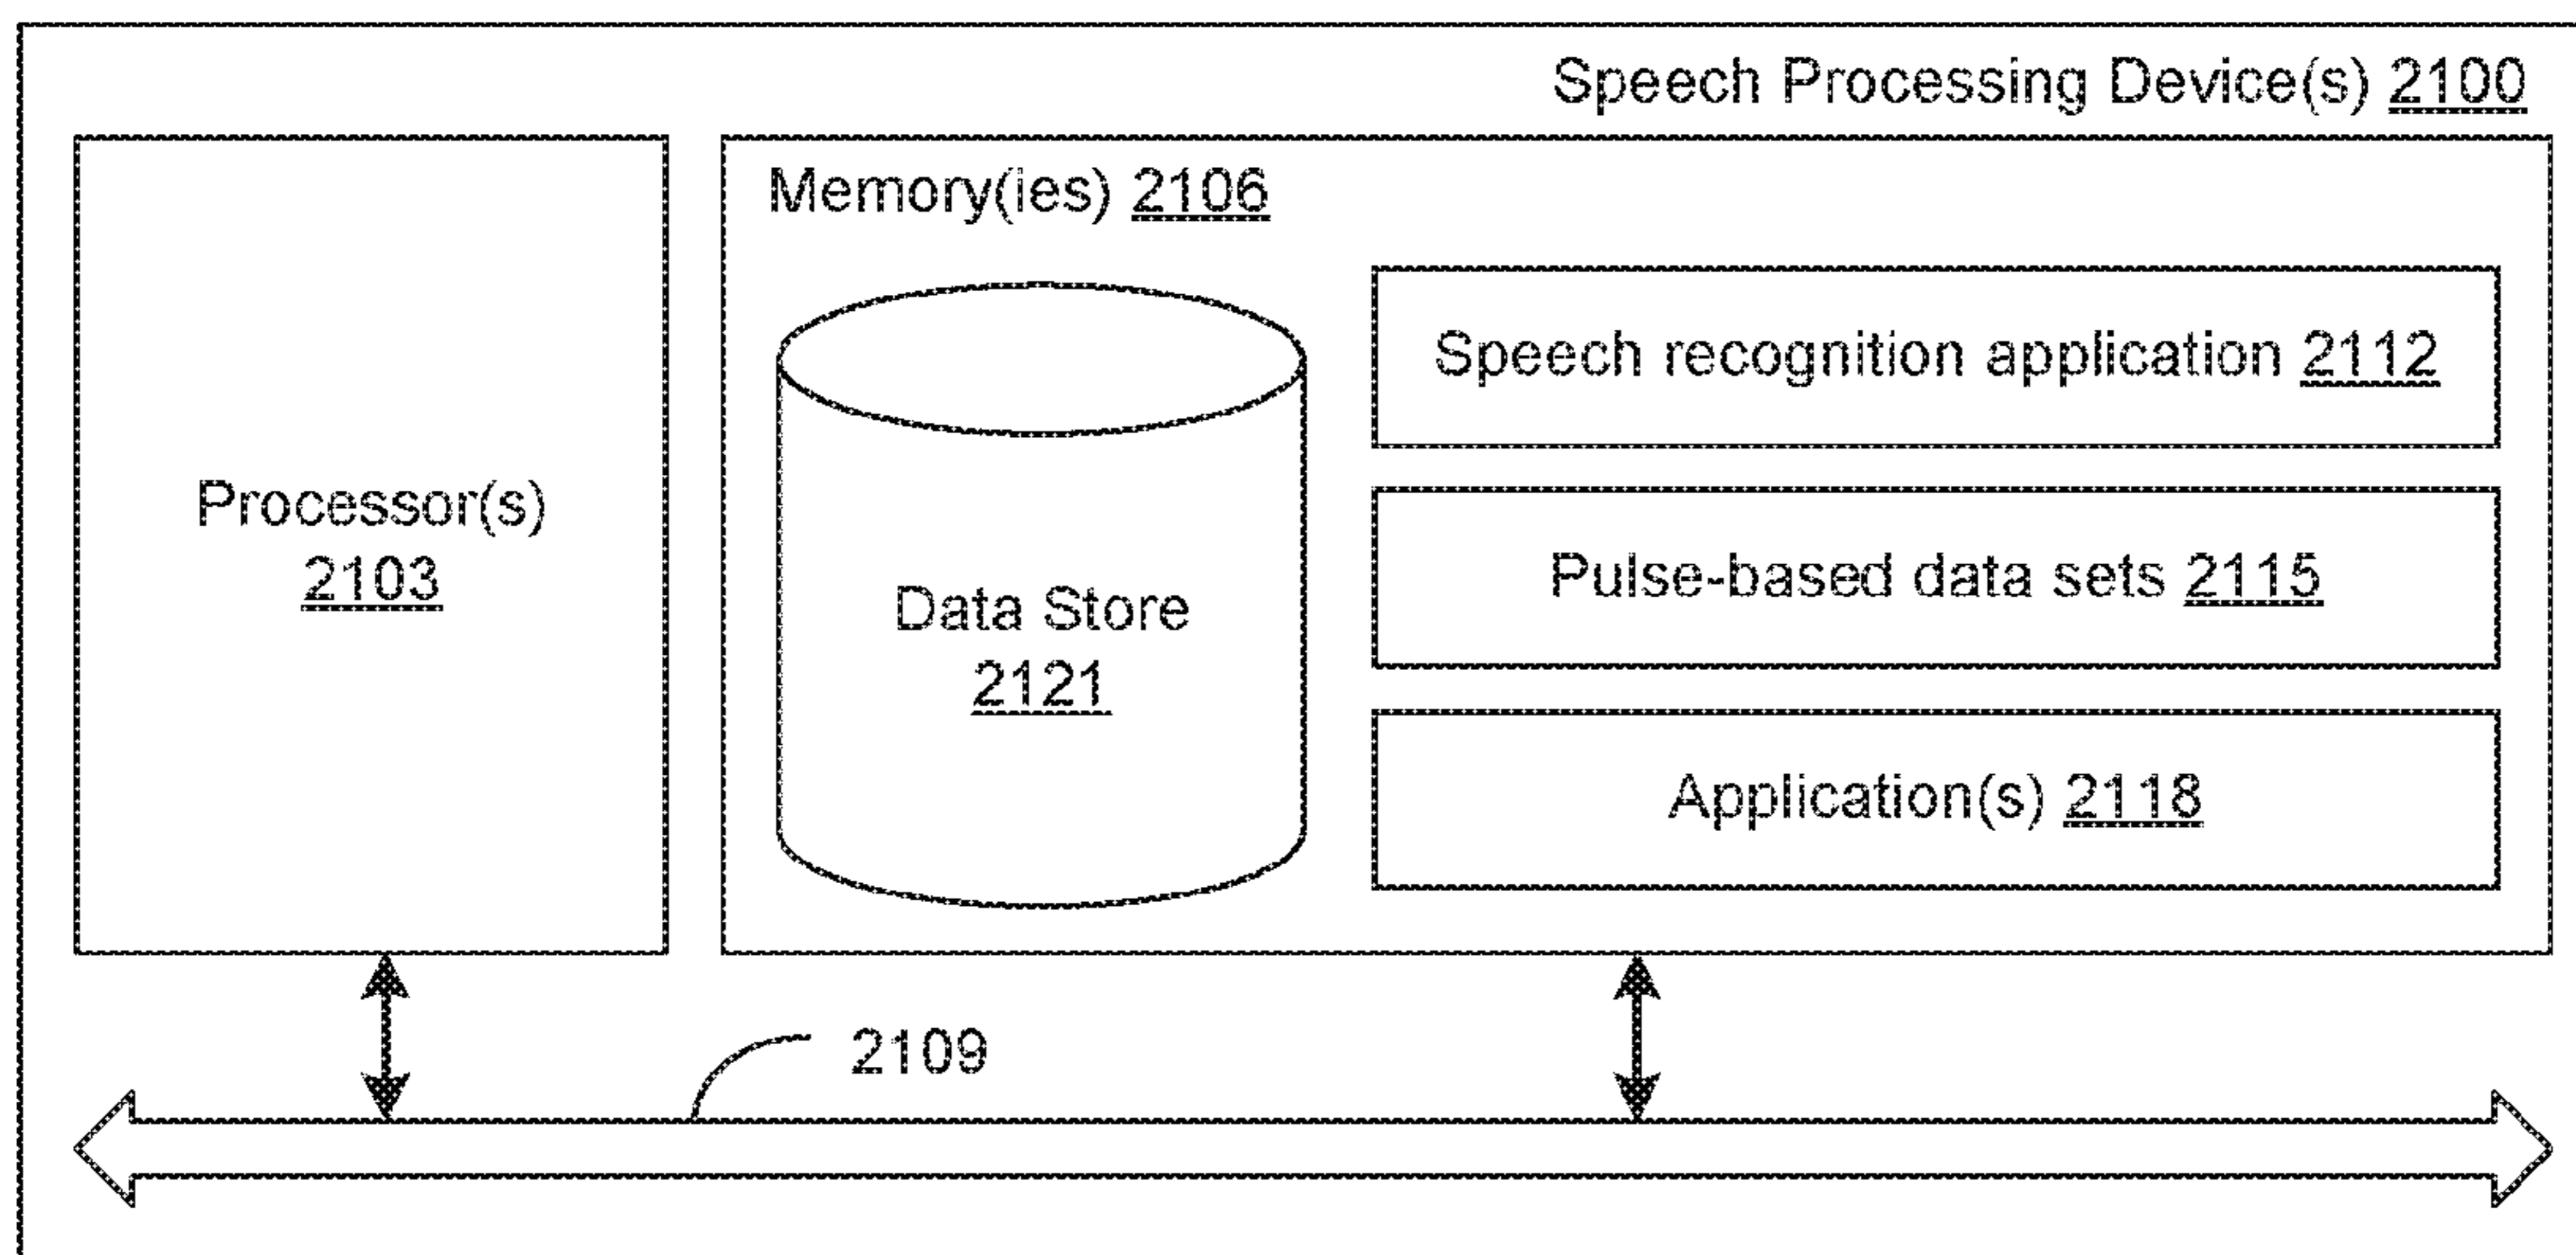 Speech Processing Device(s) 2100
Memory(ies) 2106
Processor(s)
2103
Data Store
2121
Speech recognition application 2112
Pulse-based data sets 2115
Application(s) 2118
2109